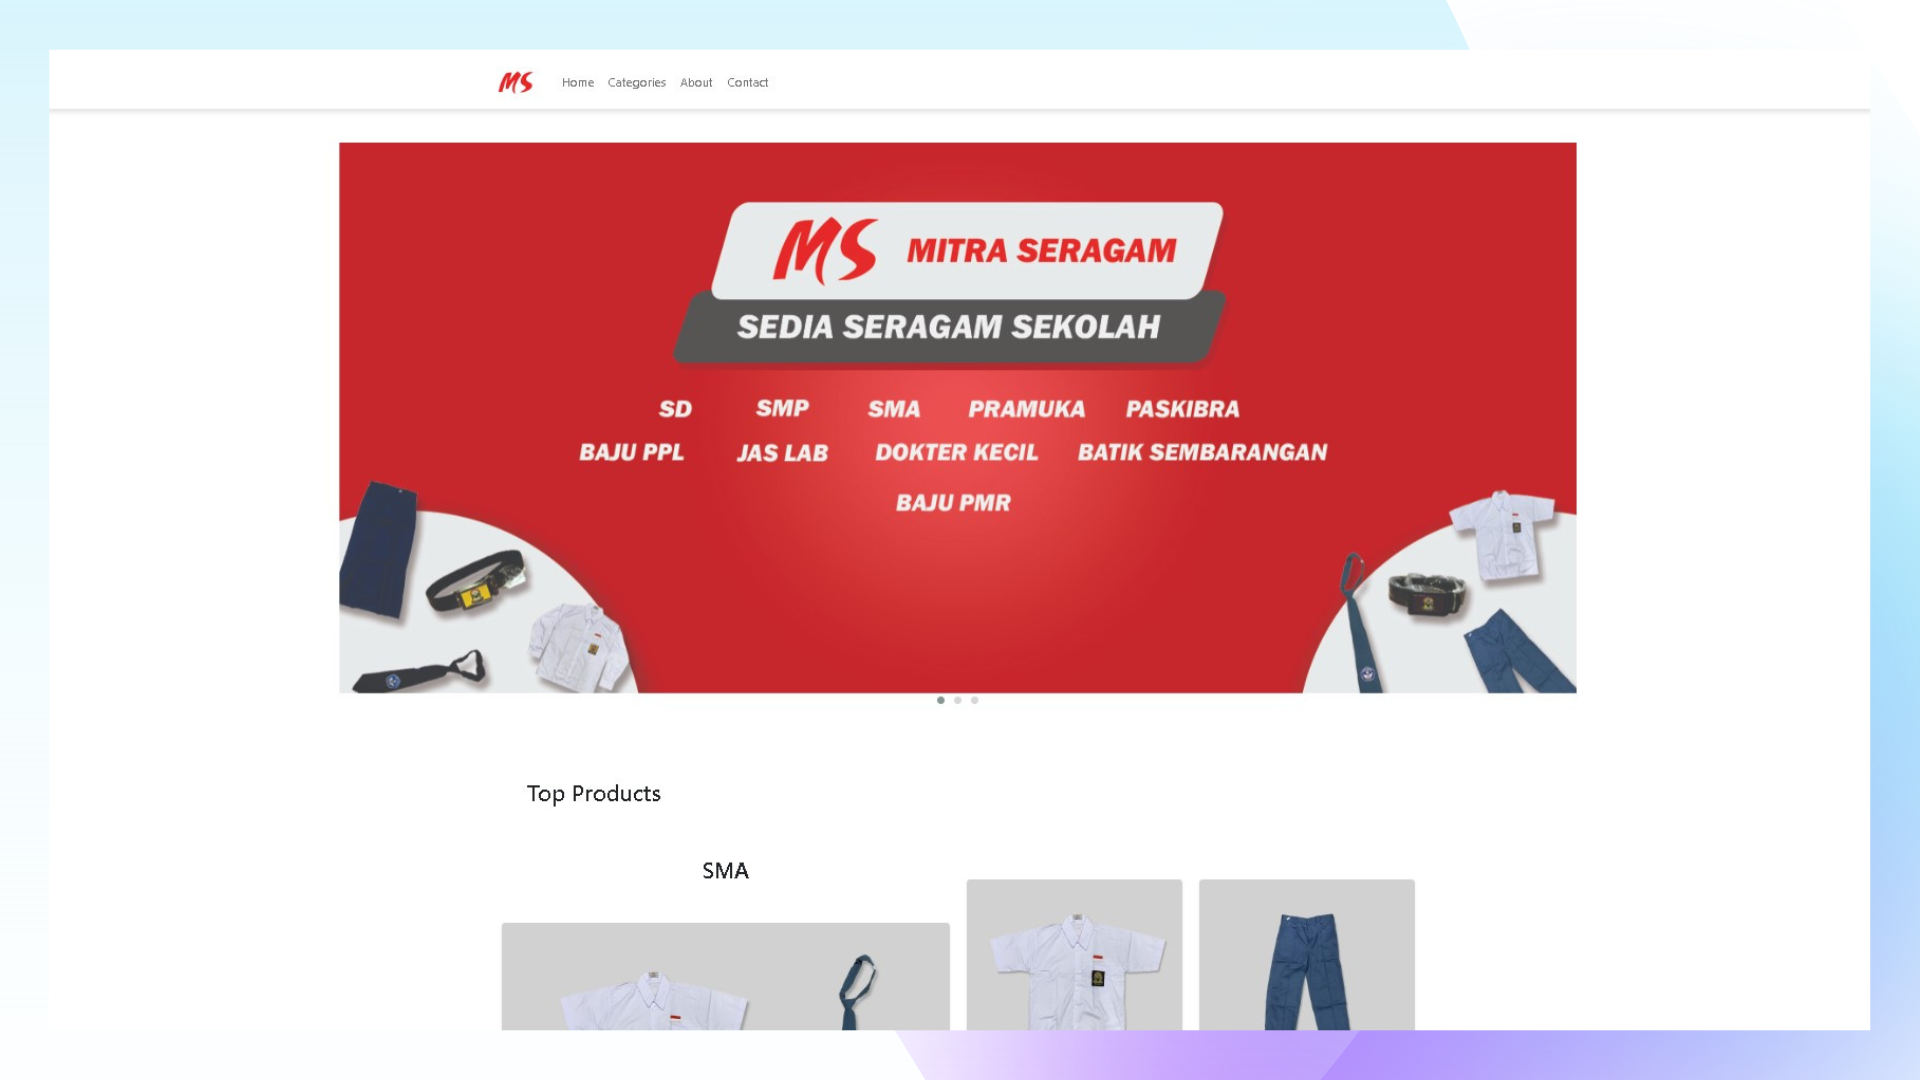 MS Home Categories About Contact
MS MITRA SERAGAM
SEDIA SERAGAM SEKOLAH
SD SMP SMA PRAMUKA PASKIBRA
BAJU PPL JAS LAB DOKTER KECIL BATIK SEMBARANGAN
BAJU PMR
Top Products
SMA